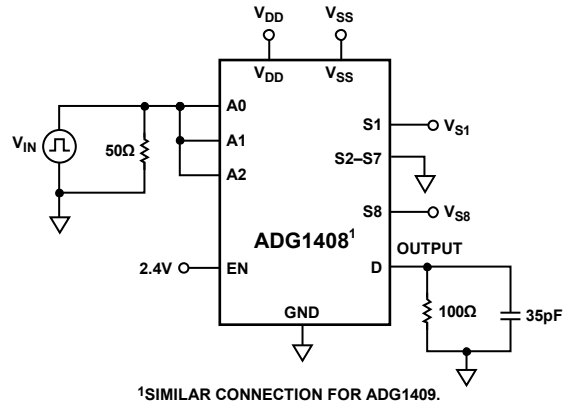 VDD
VSS
VDD
VSS
A0
S1
VS1
VIN
50Ω
A1
S2–S7
A2
S8
VS8
ADG1408¹
OUTPUT
2.4V
EN
D
GND
100Ω
35pF
¹SIMILAR CONNECTION FOR ADG1409.